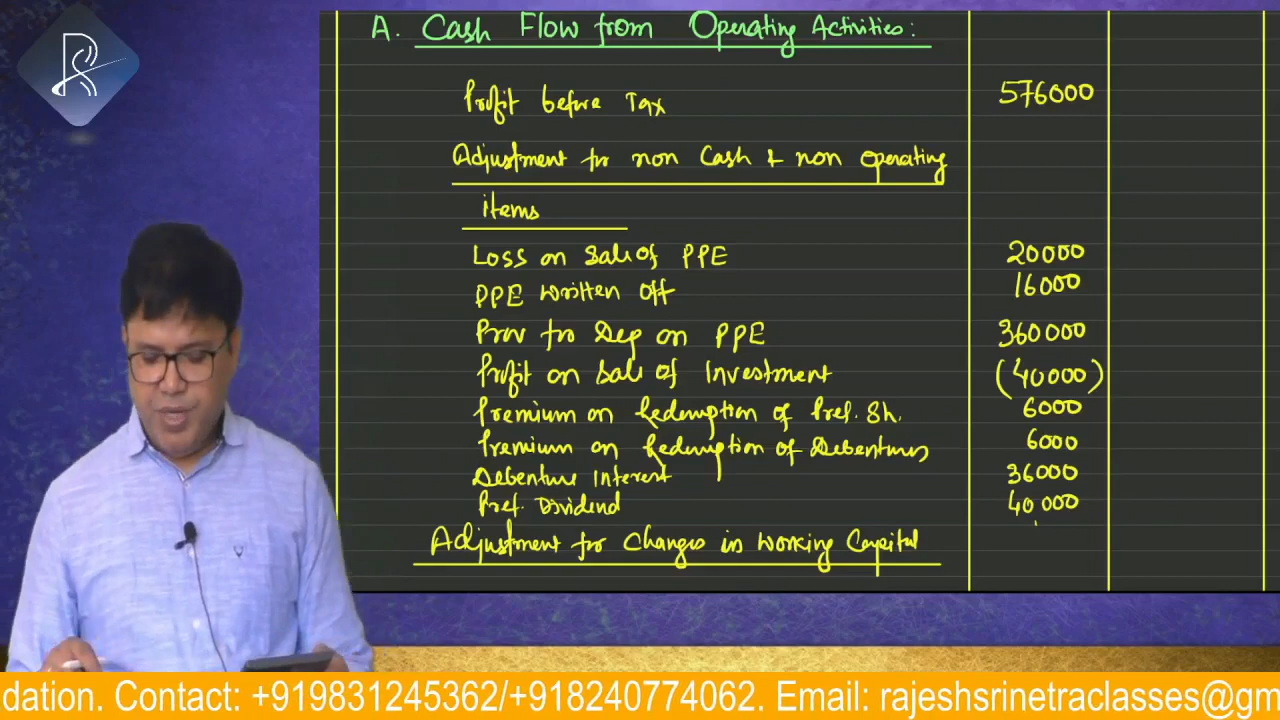 A. Cash Flow from Operating Activities:
Profit before Tax 576000
Adjustment for non Cash & non operating
items
Loss on Sale of PPE 20000
PPE written off 16000
Prov for Dep on PPE 360000
Profit on Sale of Investment (40000)
Premium on Redemption of Pref. Sh. 6000
Premium on Redemption of Debentures 6000
Debenture Interest 36000
Pref. Dividend 40000
Adjustment for Changes in Working Capital
dation. Contact: +919831245362/+918240774062. Email: rajeshsrinetraclasses@gm